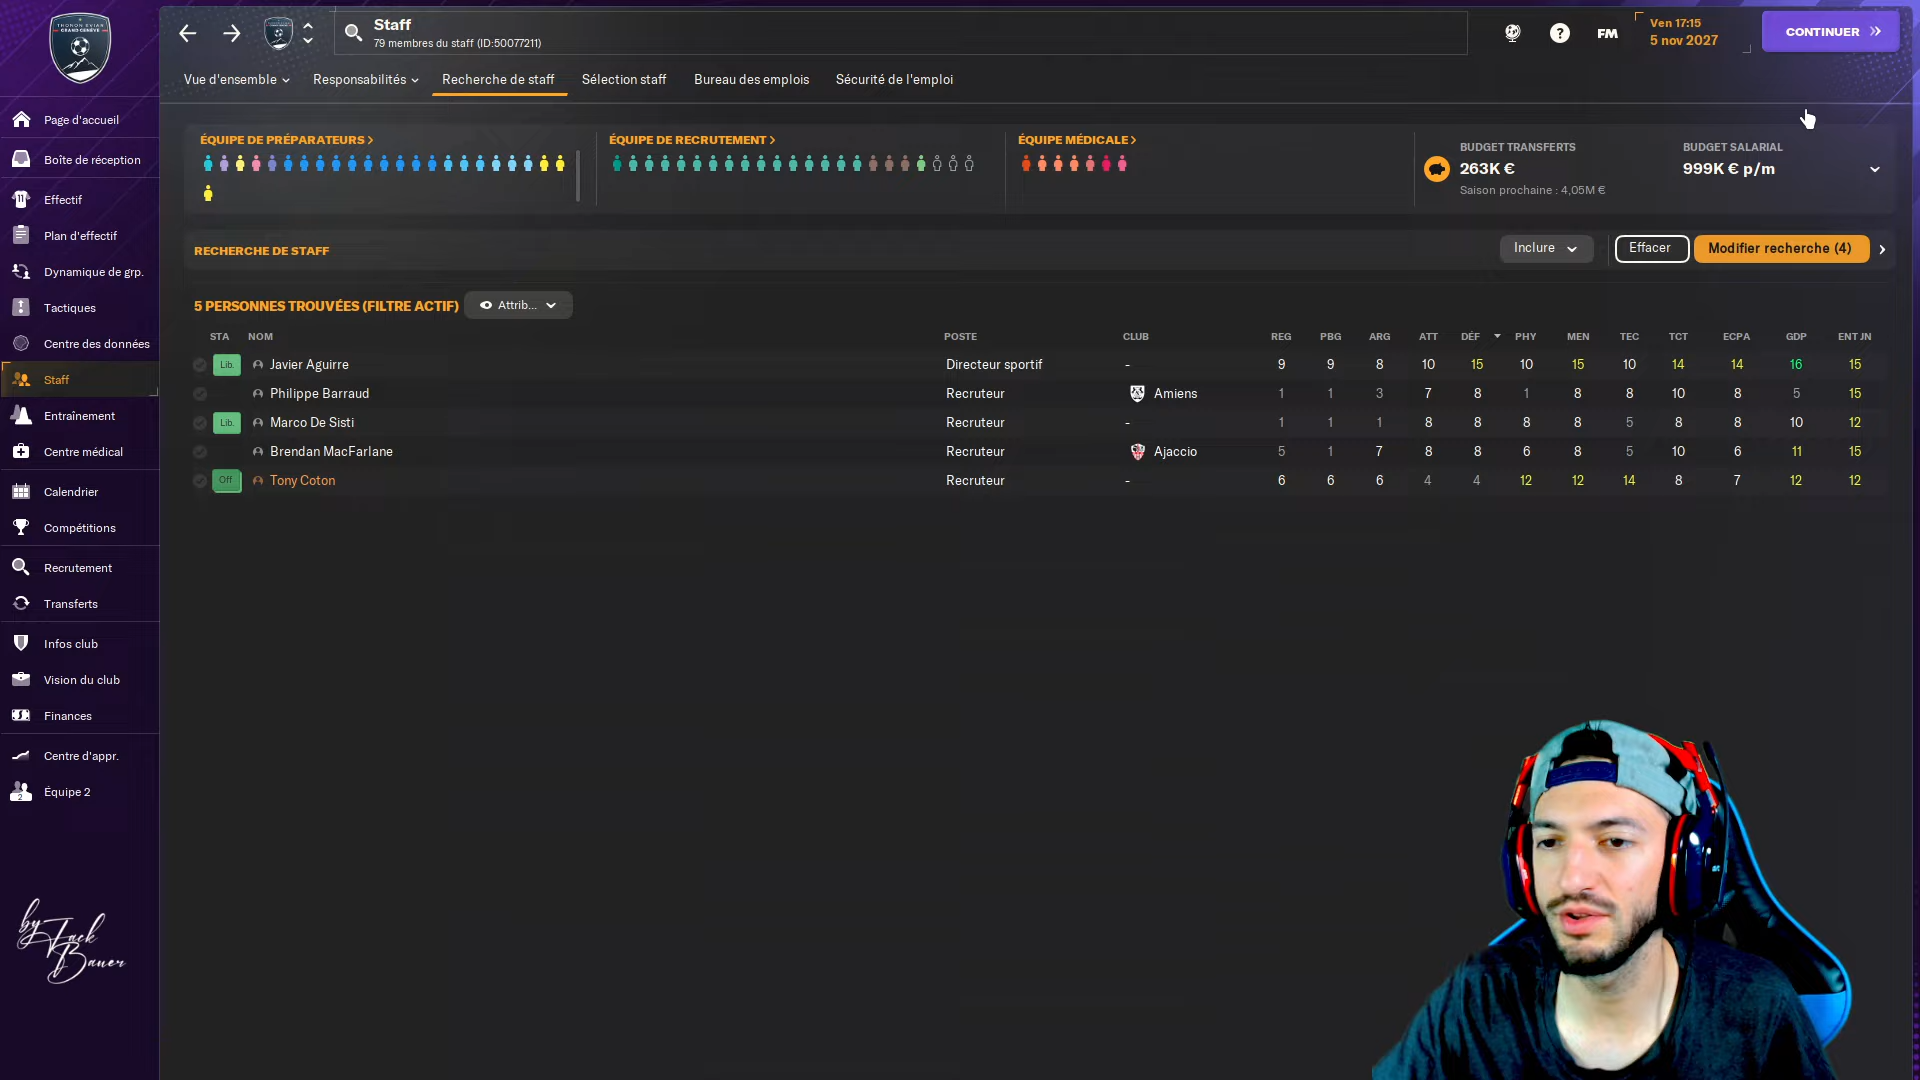 THONON EVIAN
GRAND GENÈVE
Staff
79 membres du staff (ID:50077211)
FM
Ven 17:15
5 nov 2027
CONTINUER
Vue d'ensemble
Responsabilités
Recherche de staff
Sélection staff
Bureau des emplois
Sécurité de l'emploi
Page d'accueil
Boîte de réception
Effectif
Plan d'effectif
Dynamique de grp.
Tactiques
Centre des données
Staff
Entraînement
Centre médical
Calendrier
Compétitions
Recrutement
Transferts
Infos club
Vision du club
Finances
Centre d'appr.
2 Équipe 2
by Jack
Bauer
ÉQUIPE DE PRÉPARATEURS >
ÉQUIPE DE RECRUTEMENT >
ÉQUIPE MÉDICALE >
BUDGET TRANSFERTS
263K €
Saison prochaine : 4,05M €
BUDGET SALARIAL
999K € p/m
RECHERCHE DE STAFF
Inclure
Effacer
Modifier recherche (4)
5 PERSONNES TROUVÉES (FILTRE ACTIF)
Attrib...
STA NOM POSTE CLUB REG PBG ARG ATT DÉF PHY MEN TEC TCT ECPA GDP ENT JN
Lib. Javier Aguirre Directeur sportif - 9 9 8 10 15 10 15 10 14 14 16 15
Philippe Barraud Recruteur Amiens 1 1 3 7 8 1 8 8 10 8 5 15
Lib. Marco De Sisti Recruteur - 1 1 1 8 8 8 8 5 8 8 10 12
Brendan MacFarlane Recruteur Ajaccio 5 1 7 8 8 6 8 5 10 6 11 15
Off Tony Coton Recruteur - 6 6 6 4 4 12 12 14 8 7 12 12